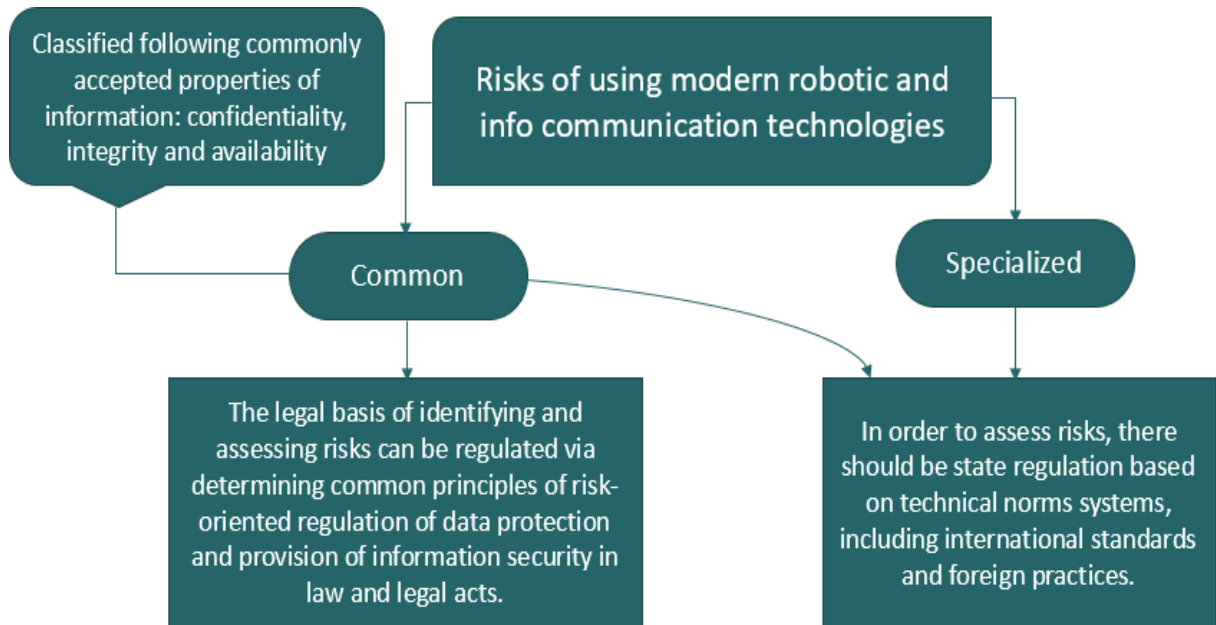 Classified following commonly
accepted properties of
information: confidentiality,
integrity and availability
Risks of using modern robotic and
info communication technologies
Common
Specialized
The legal basis of identifying and
assessing risks can be regulated via
determining common principles of risk-
oriented regulation of data protection
and provision of information security in
law and legal acts.
In order to assess risks, there
should be state regulation based
on technical norms systems,
including international standards
and foreign practices.